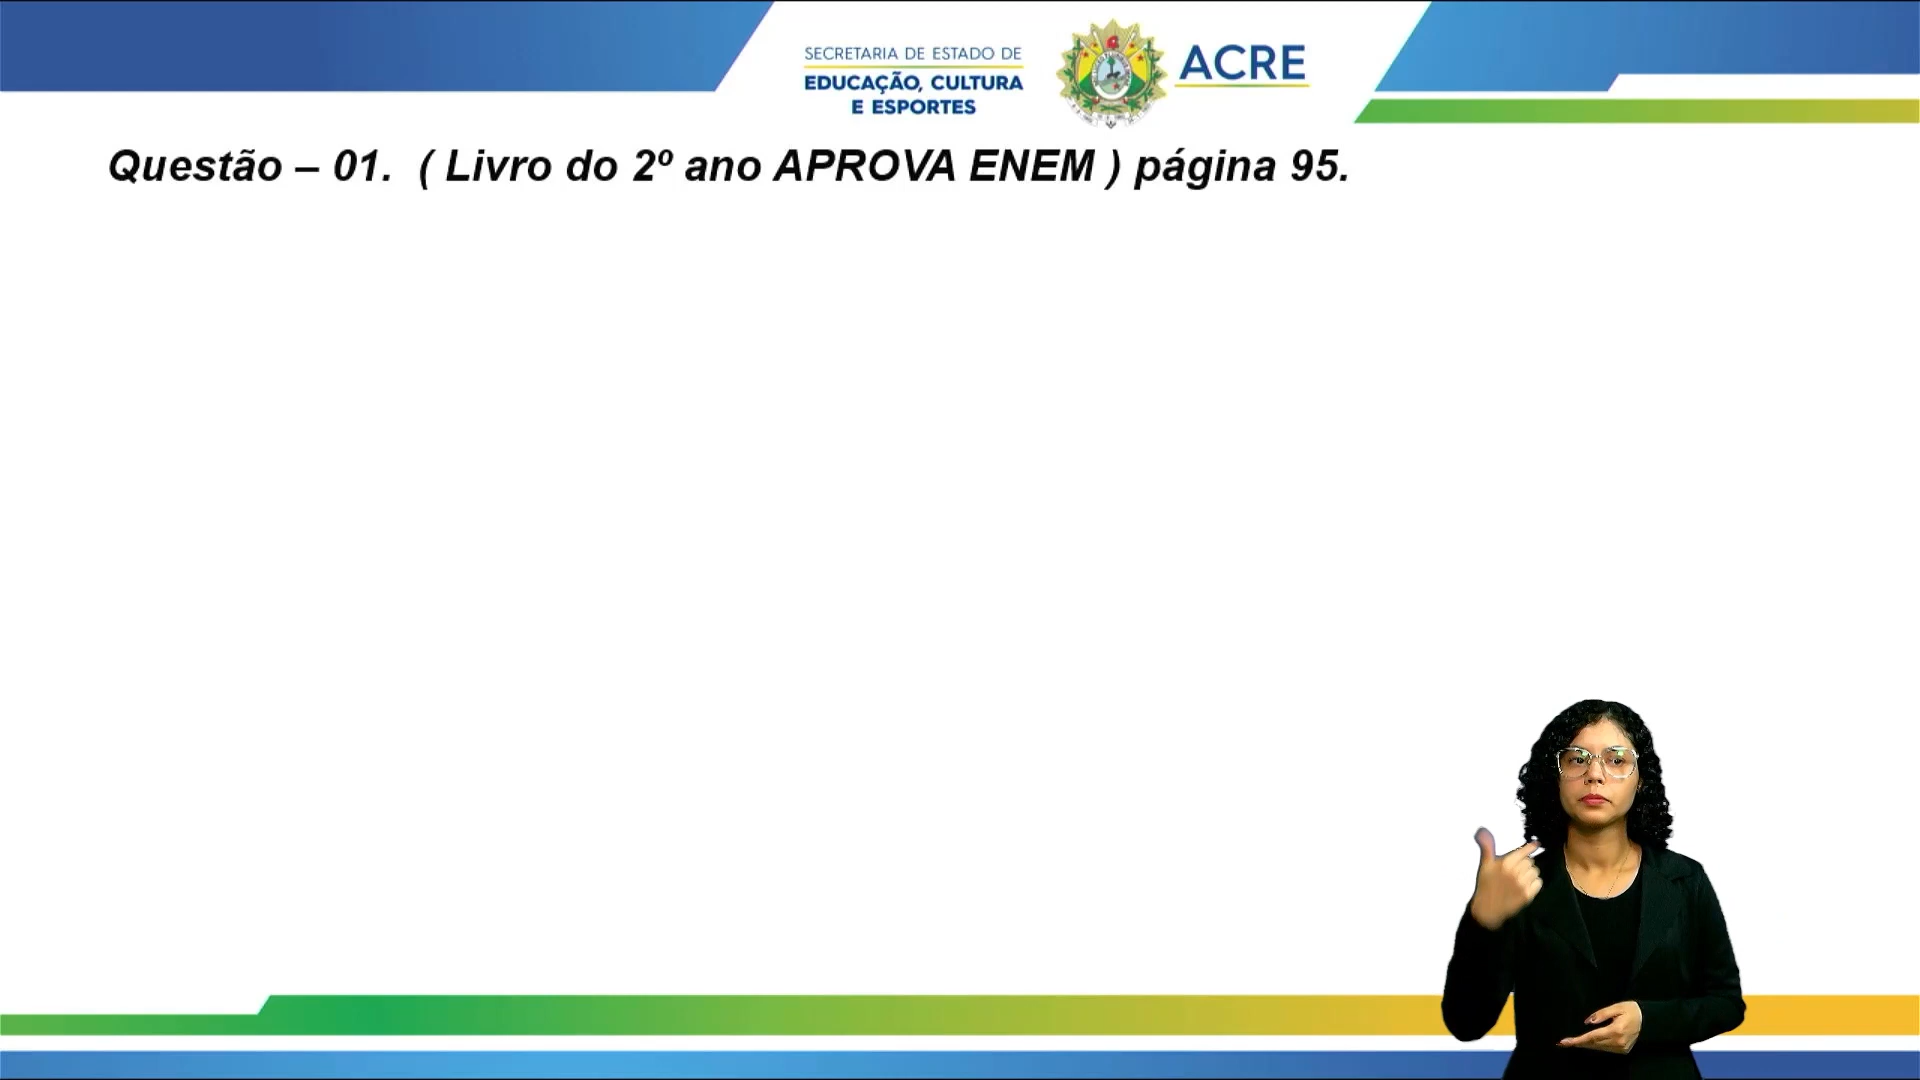 SECRETARIA DE ESTADO DE
EDUCAÇÃO, CULTURA
E ESPORTES
ACRE
Questão – 01. ( Livro do 2º ano APROVA ENEM ) página 95.